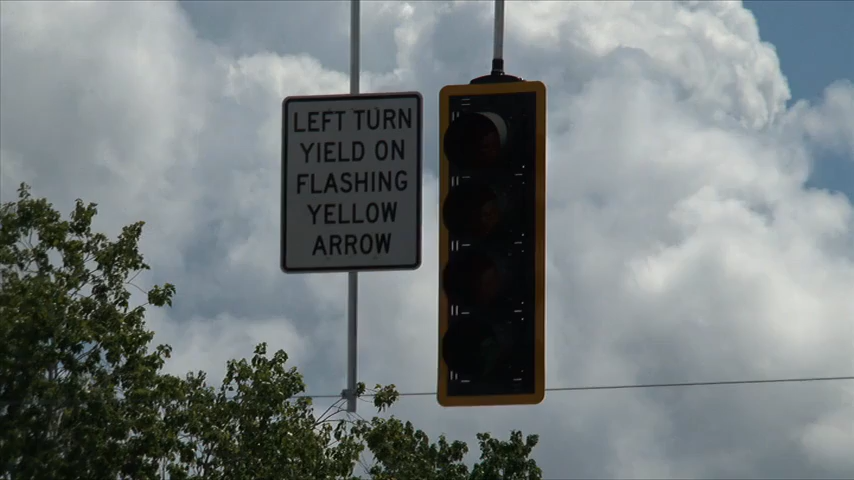 LEFT TURN
YIELD ON
FLASHING
YELLOW
ARROW